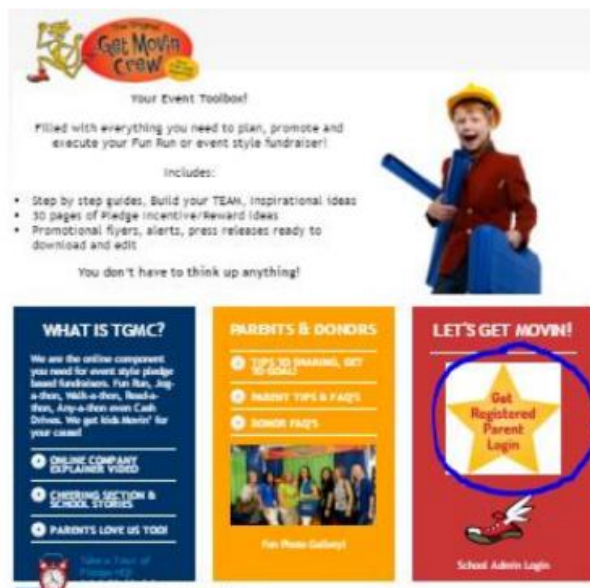 The Original
Get Movin
Crew
Your Event Toolbox!
Filled with everything you need to plan, promote and
execute your Fun Run or event style fundraiser!
Includes:
Step by step guides, Build your TEAM, Inspirational ideas
30 pages of Pledge Incentive/Reward ideas
Promotional flyers, alerts, press releases ready to
download and edit
You don't have to think up anything!
WHAT IS TGMC?
We are the online component
you need for event style pledge
based fundraisers. Fun Run, Jog-
a-thon, Walk-a-thon, Read-a-
thon, Any-a-thon even Cash
Drives. We get kids Movin' for
your cause!
ONLINE COMPANY
EXPLAINER VIDEO
CHEERING SECTION &
SCHOOL STORIES
PARENTS LOVE US TOO!
Take a Tour of
PARENTS & DONORS
TIPS TO SHARING, GET
TO GOAL!
PARENT TIPS & FAQ'S
DONOR FAQ'S
Fun Photo Gallery!
LET'S GET MOVIN!
Get
Registered
Parent
Login
School Admin Login